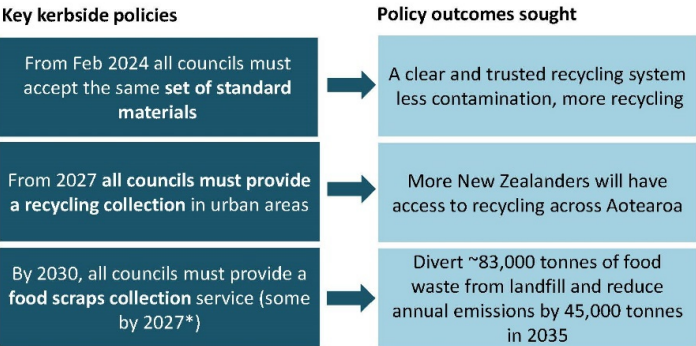 Key kerbside policies
Policy outcomes sought
From Feb 2024 all councils must
accept the same set of standard
materials
A clear and trusted recycling system
less contamination, more recycling
From 2027 all councils must provide
a recycling collection in urban areas
More New Zealanders will have
access to recycling across Aotearoa
By 2030, all councils must provide a
food scraps collection service (some
by 2027*)
Divert ~83,000 tonnes of food
waste from landfill and reduce
annual emissions by 45,000 tonnes
in 2035